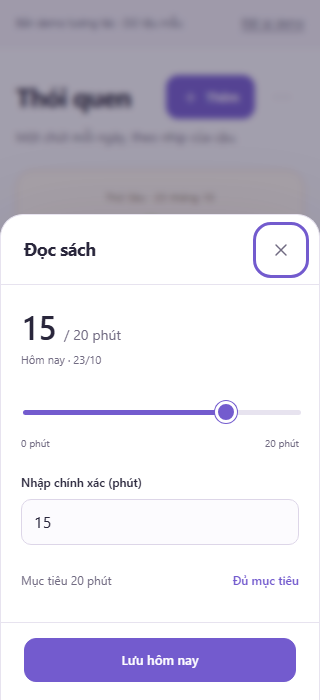 Thói quen
Thêm
Đọc sách
15 / 20 phút
Hôm nay · 23/10
0 phút
20 phút
Nhập chính xác (phút)
15
Mục tiêu 20 phút
Đủ mục tiêu
Lưu hôm nay